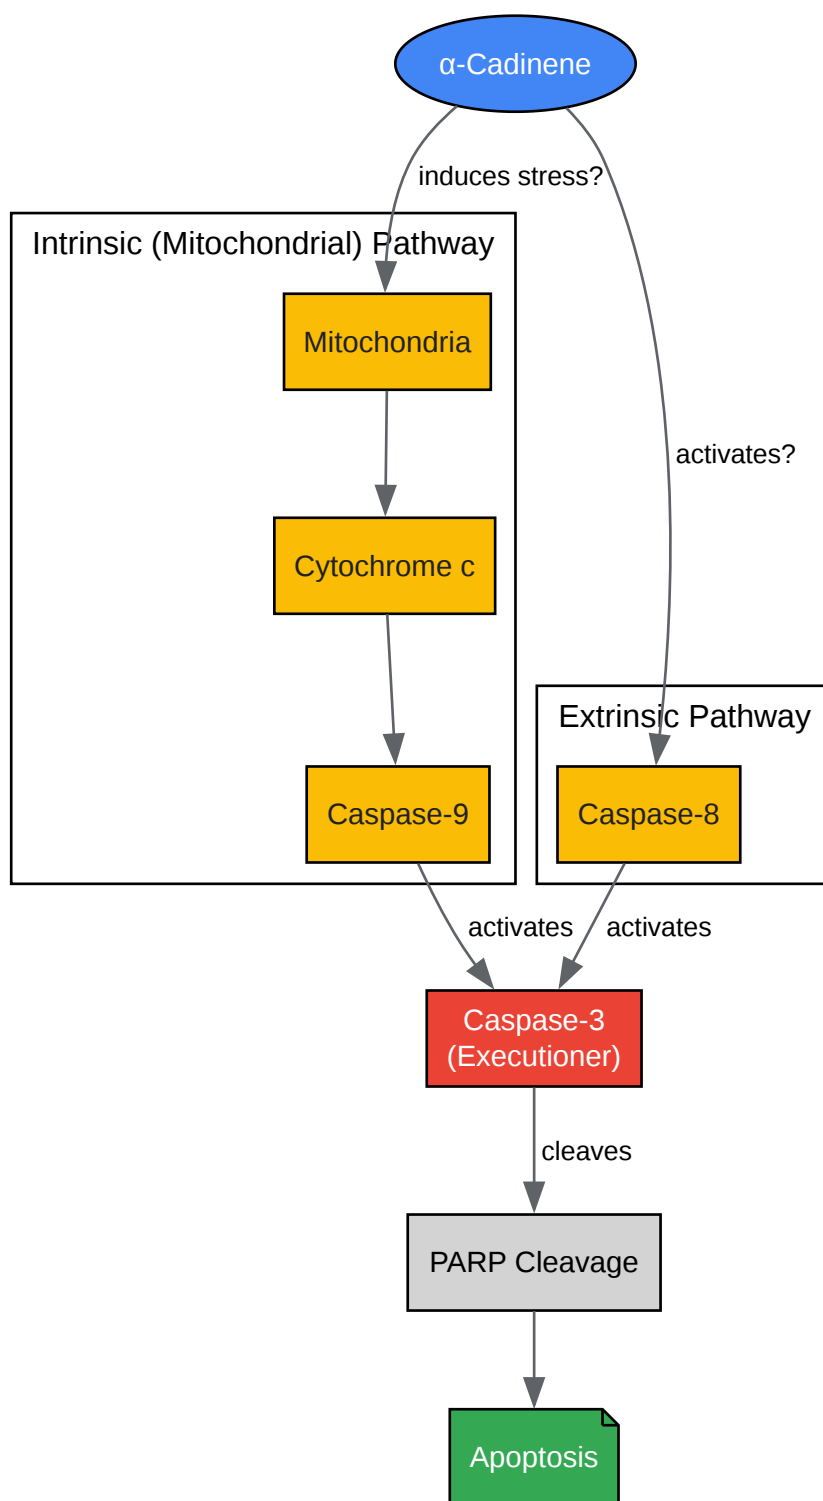 α-Cadinene
induces stress?
Intrinsic (Mitochondrial) Pathway
Mitochondria
activates?
Cytochrome c
Extrinsic Pathway
Caspase-9
Caspase-8
activates
activates
Caspase-3
(Executioner)
cleaves
PARP Cleavage
Apoptosis